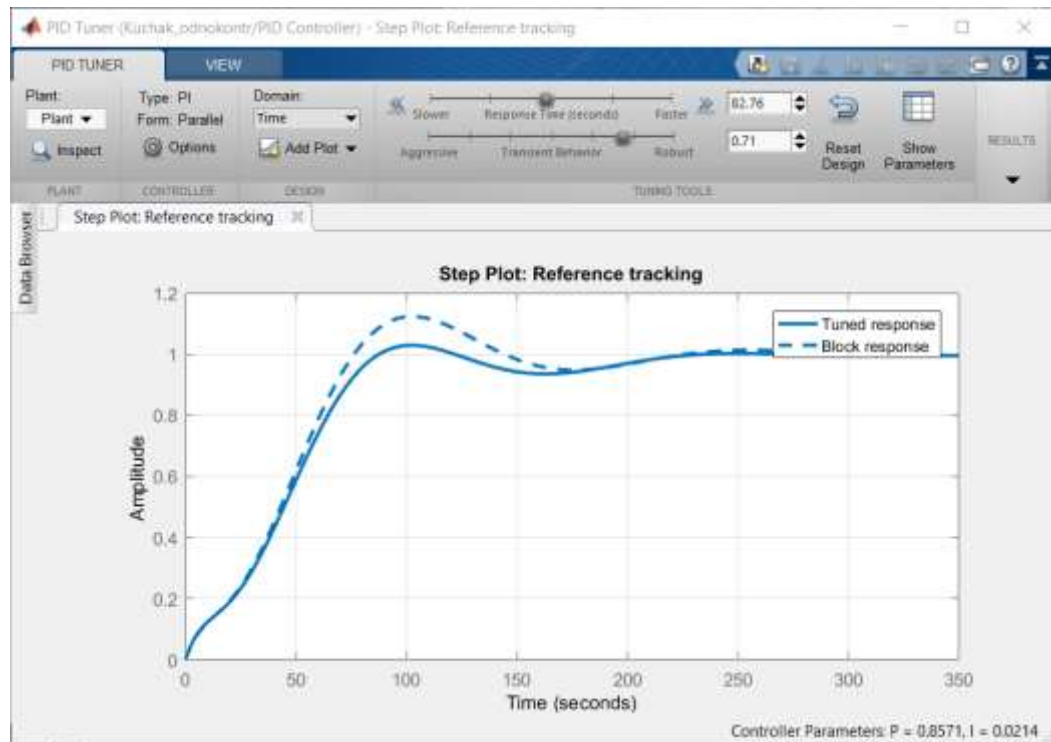 PID Tuner (Kuchak_odnokontr/PID Controller) - Step Plot: Reference tracking
PID TUNER
VIEW
Plant:
Plant
Inspect
PLANT
Type: PI
Form: Parallel
Options
CONTROLLER
Domain:
Time
Add Plot
DESIGN
Slower
Response Time (seconds)
Faster
82.76
Aggressive
Transient Behavior
Robust
0.71
TUNING TOOLS
Reset
Design
Show
Parameters
RESULTS
Data Browser
Step Plot: Reference tracking
Step Plot: Reference tracking
Tuned response
Block response
Amplitude
1.2
1
0.8
0.6
0.4
0.2
0
0 50 100 150 200 250 300 350
Time (seconds)
Controller Parameters: P = 0.8571, I = 0.0214